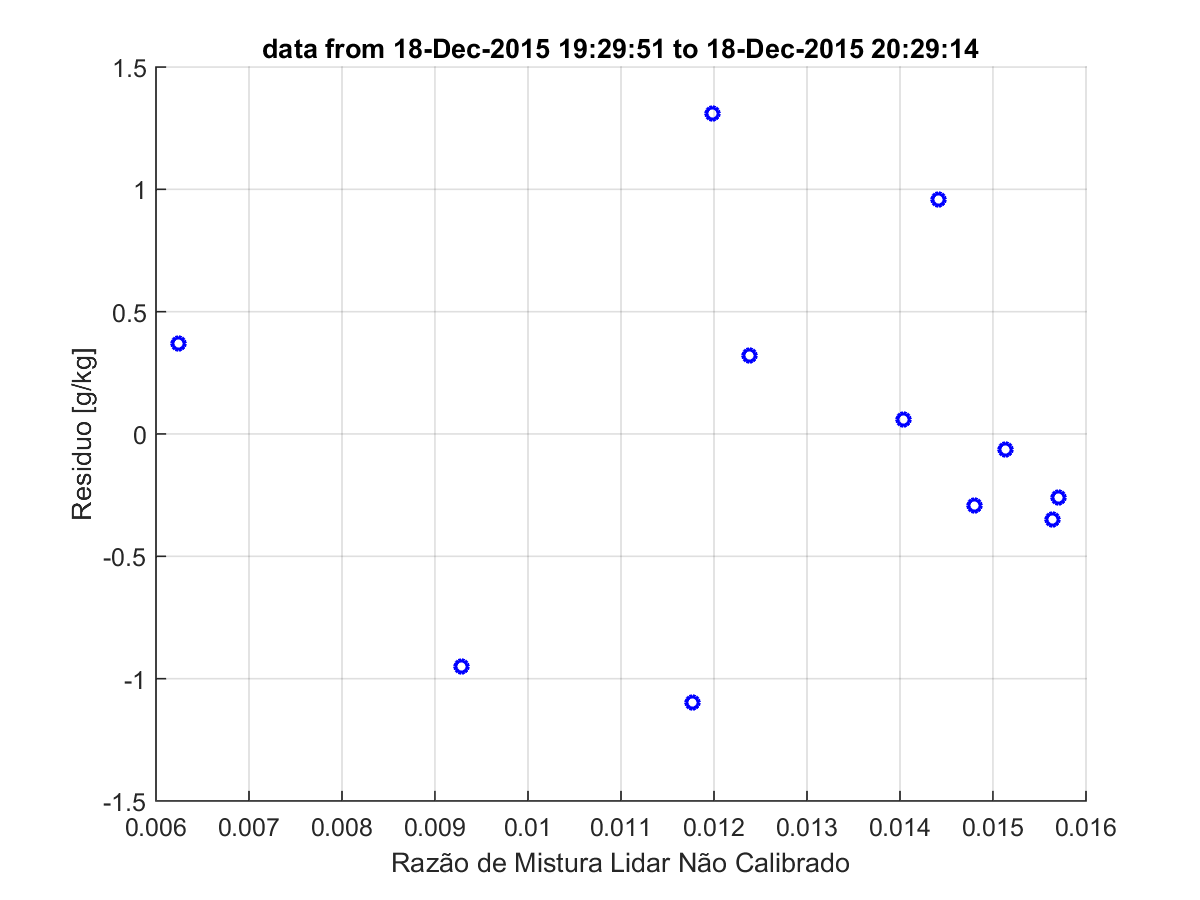 data from 18-Dec-2015 19:29:51 to 18-Dec-2015 20:29:14
1.5
1
0.5
0
-0.5
-1
-1.5
Residuo [g/kg]
0.006 0.007 0.008 0.009 0.01 0.011 0.012 0.013 0.014 0.015 0.016
Razão de Mistura Lidar Não Calibrado